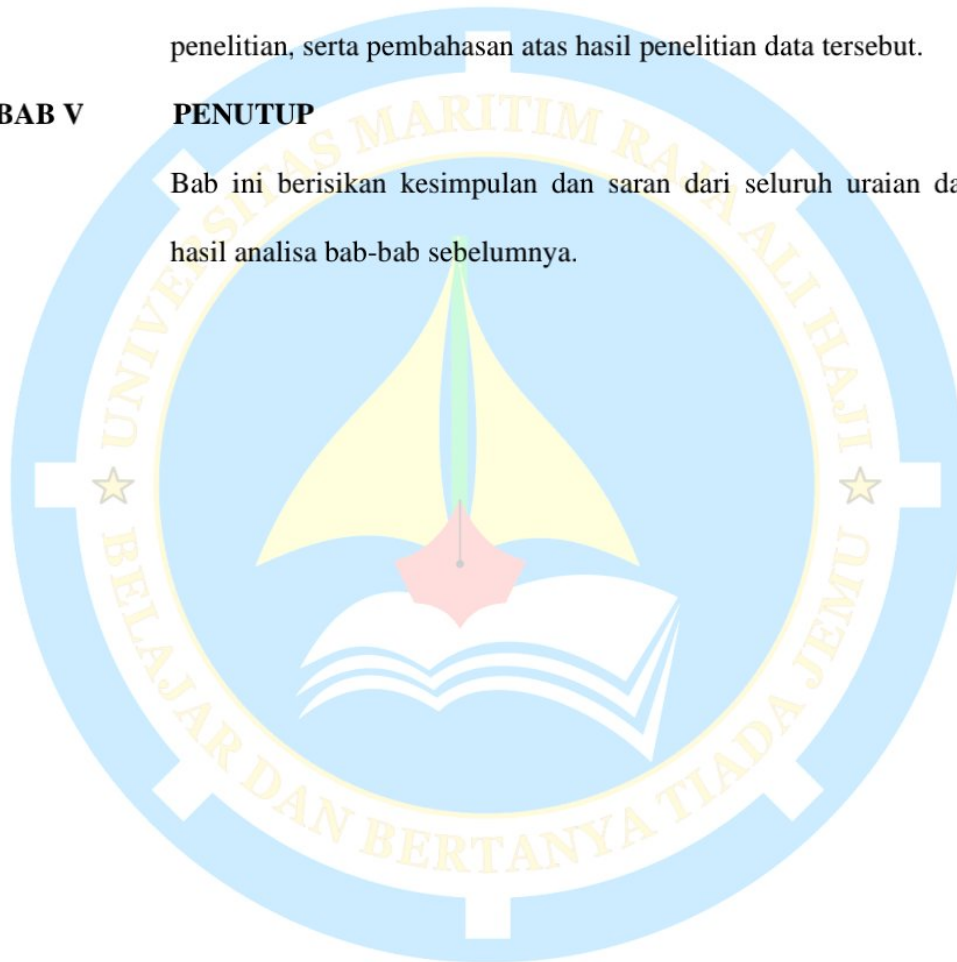 penelitian, serta pembahasan atas hasil penelitian data tersebut.
BAB V PENUTUP
Bab ini berisikan kesimpulan dan saran dari seluruh uraian da
hasil analisa bab-bab sebelumnya.
UNIVERSITAS MARITIM RAJA ALI HAJI
BELAJAR DAN BERTANYA TIADA JEMU